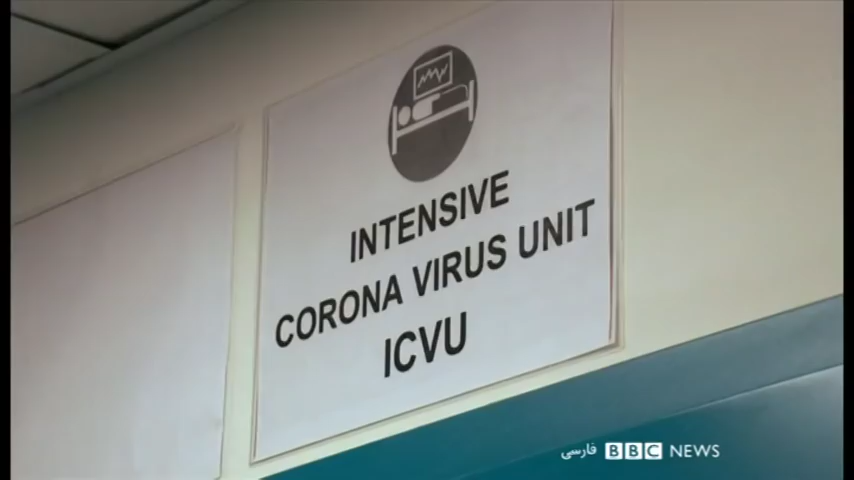 INTENSIVE
CORONA VIRUS UNIT
ICVU
فارسی BBC NEWS